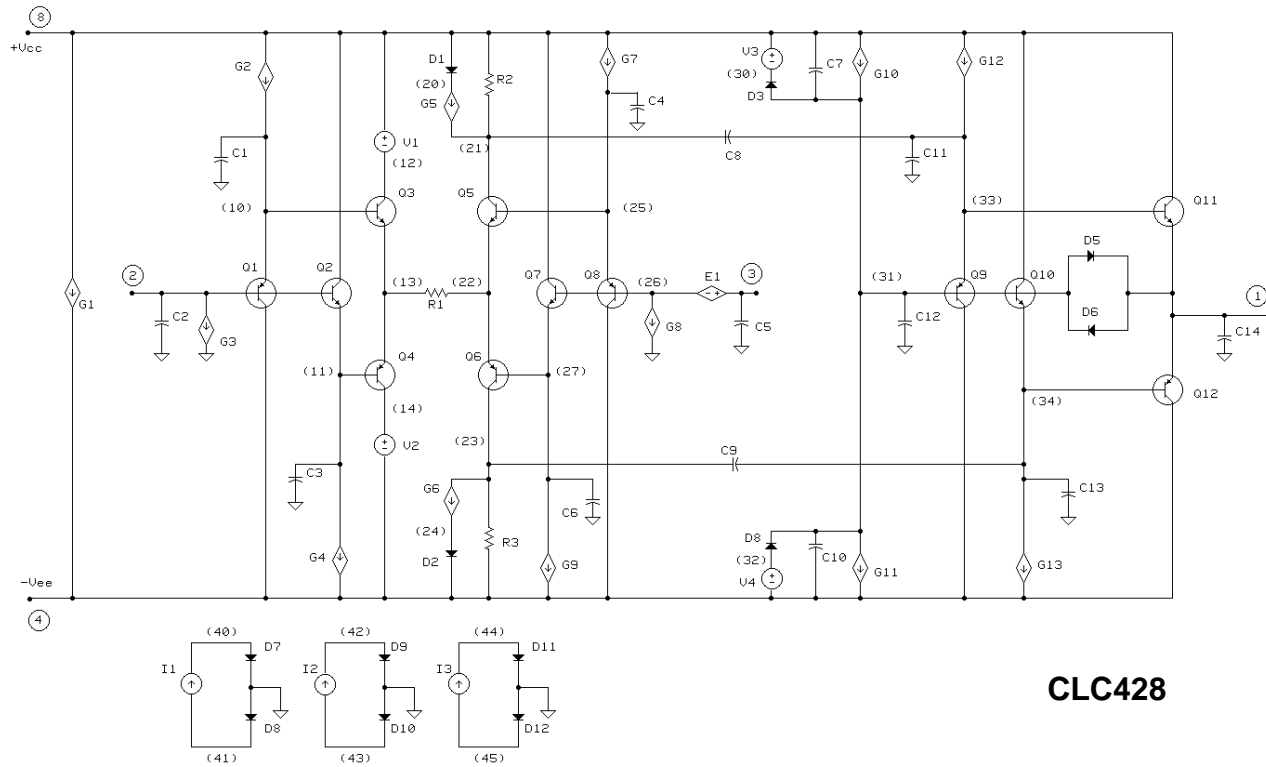 8
+Vcc
G2
D1
(20)
G5
R2
G7
C4
V3
(30)
D3
C7
G10
G12
C1
V1
(12)
(21)
C8
C11
Q3
Q5
(10)
(25)
(33)
Q11
2
Q1
Q2
(13)
R1
(22)
Q7
Q8
(26)
E1
3
(31)
Q9
Q10
D5
D6
1
G1
C2
G3
G8
C5
C12
C14
Q4
Q6
(11)
(27)
(14)
(34)
Q12
V2
(23)
C9
C3
G6
(24)
D2
R3
C6
C13
G4
G9
D8
(32)
V4
C10
G11
G13
-Vee
4
(40)
(42)
(44)
D7
D9
D11
I1
I2
I3
CLC428
D8
D10
D12
(41)
(43)
(45)